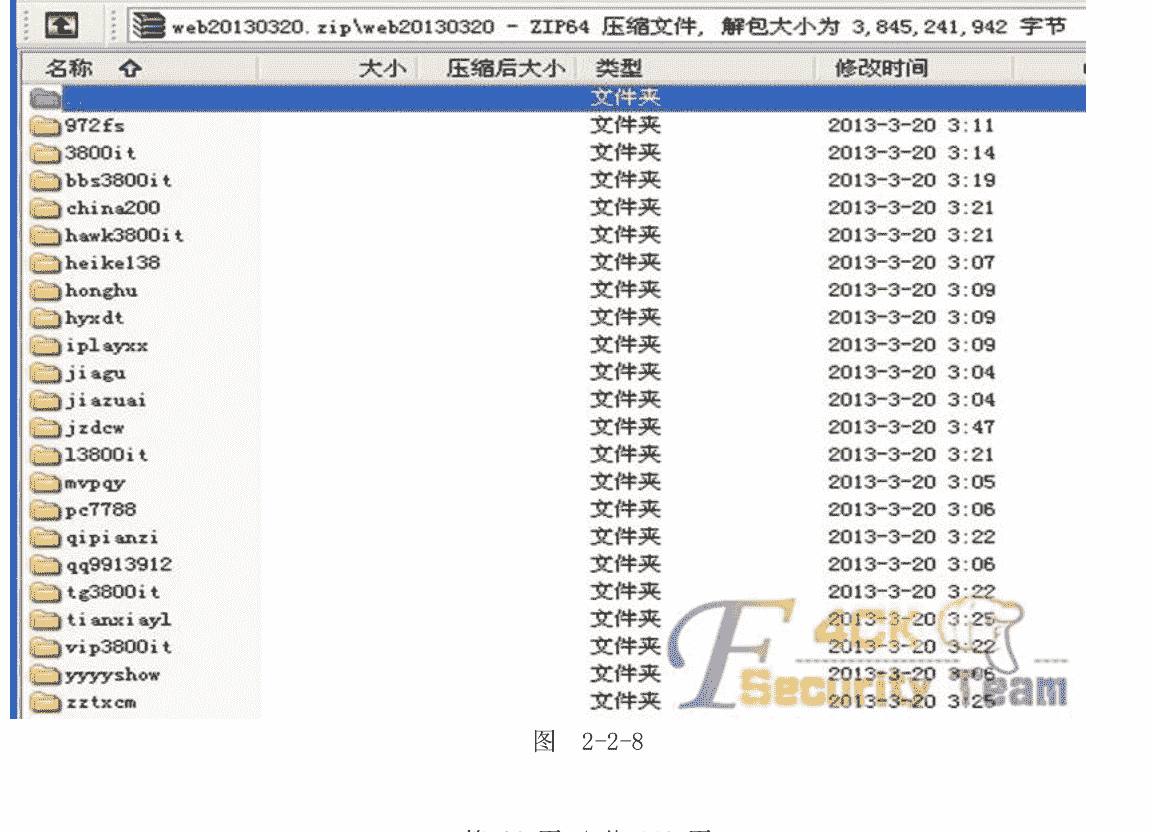 web20130320.zip\web20130320 - ZIP64 压缩文件, 解包大小为 3,845,241,942 字节
名称 大小 压缩后大小 类型 修改时间
.. 文件夹
972fs 文件夹 2013-3-20 3:11
3800it 文件夹 2013-3-20 3:14
bbs3800it 文件夹 2013-3-20 3:19
china200 文件夹 2013-3-20 3:21
hawk3800it 文件夹 2013-3-20 3:21
heike138 文件夹 2013-3-20 3:07
honghu 文件夹 2013-3-20 3:09
hyxdt 文件夹 2013-3-20 3:09
iplayxx 文件夹 2013-3-20 3:09
jiagu 文件夹 2013-3-20 3:04
jiazuai 文件夹 2013-3-20 3:04
jzdcw 文件夹 2013-3-20 3:47
l3800it 文件夹 2013-3-20 3:21
mvpqy 文件夹 2013-3-20 3:05
pc7788 文件夹 2013-3-20 3:06
qipianzi 文件夹 2013-3-20 3:22
qq9913912 文件夹 2013-3-20 3:06
tg3800it 文件夹 2013-3-20 3:22
tianxiayl 文件夹 2013-3-20 3:25
vip3800it 文件夹 2013-3-20 3:22
yyyyshow 文件夹 2013-3-20 3:06
zztxcm 文件夹 2013-3-20 3:25
F4CK
Security Team
图 2-2-8